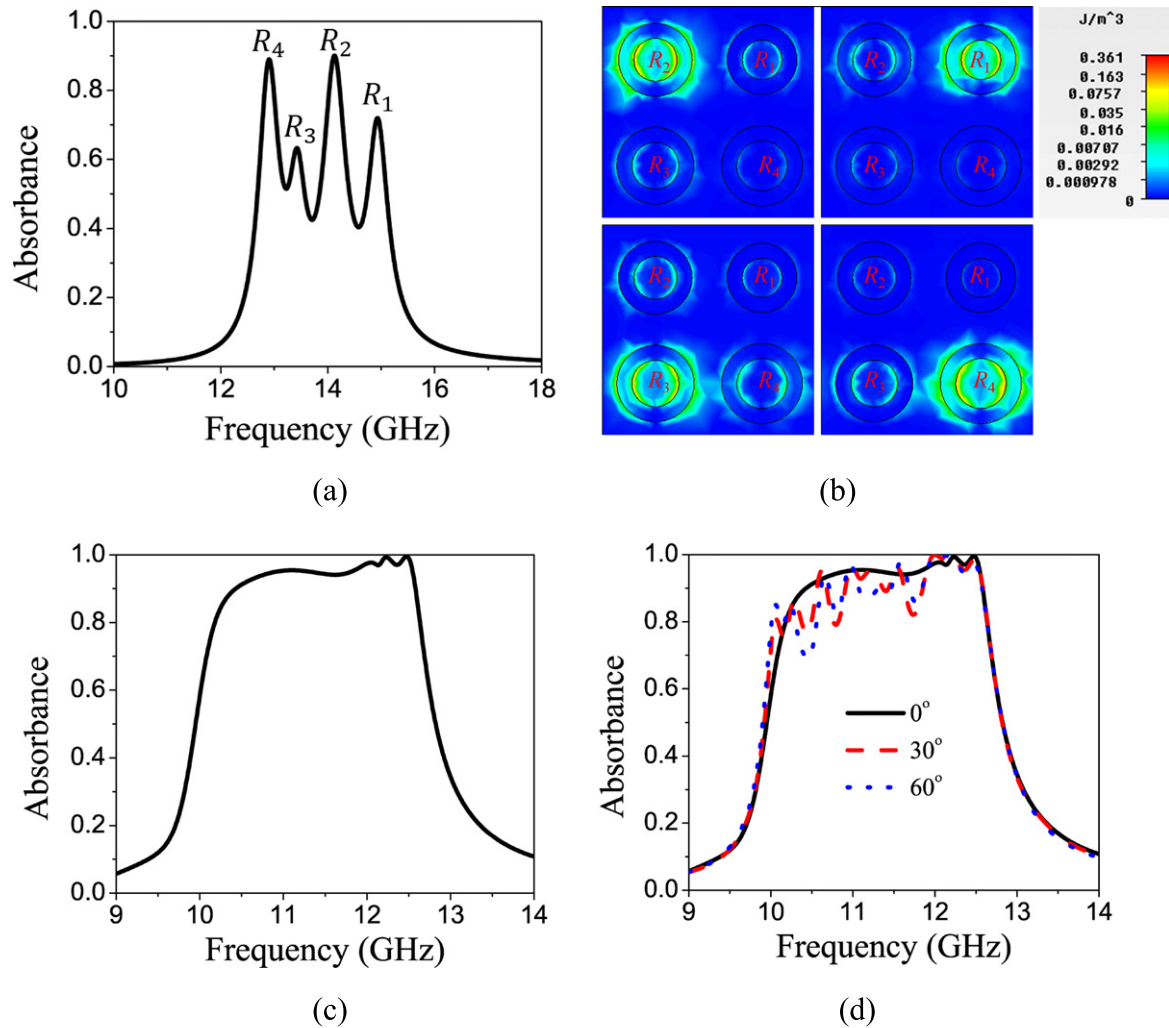 1.0
0.8
0.6
0.4
0.2
0.0
Absorbance
R4
R3
R2
R1
10 12 14 16 18
Frequency (GHz)
(a)
R2 R1 R2 R1
R3 R4 R3 R4
R2 R1 R2 R1
R3 R4 R3 R4
J/m^3
0.361
0.163
0.0757
0.035
0.016
0.00707
0.00292
0.000978
0
(b)
1.0
0.8
0.6
0.4
0.2
0.0
Absorbance
9 10 11 12 13 14
Frequency (GHz)
(c)
1.0
0.8
0.6
0.4
0.2
0.0
Absorbance
0°
30°
60°
9 10 11 12 13 14
Frequency (GHz)
(d)